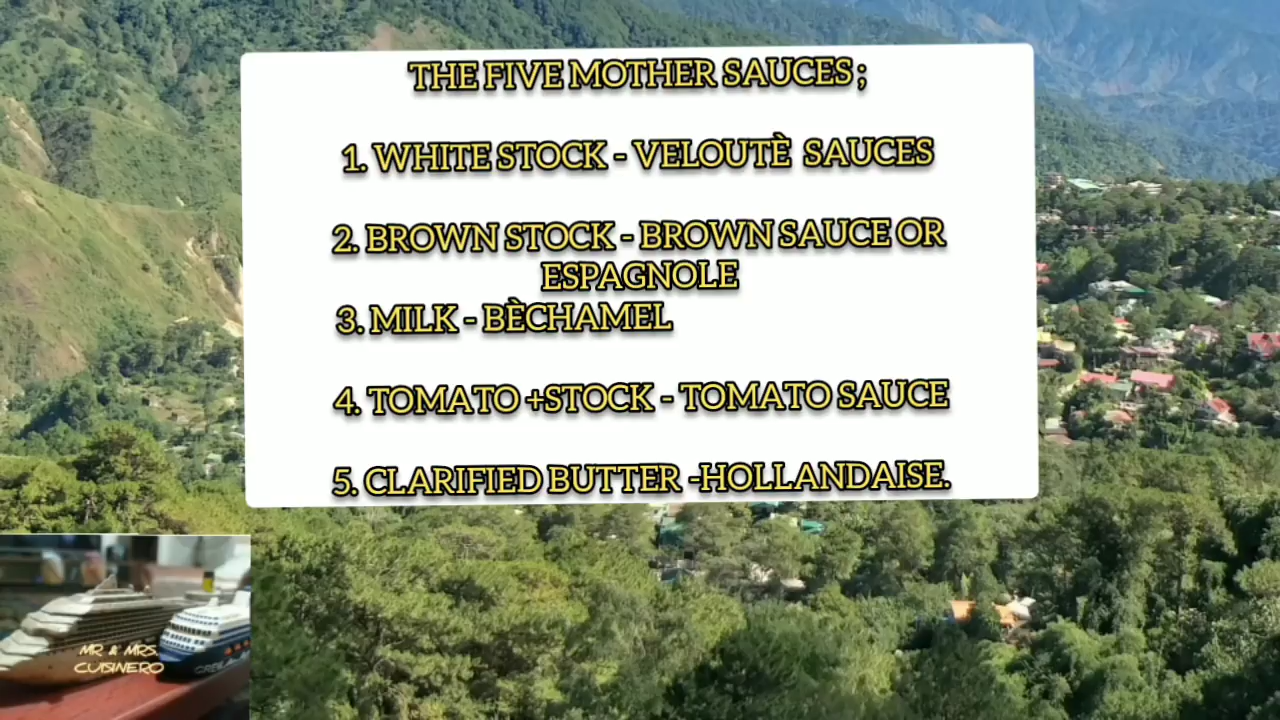 THE FIVE MOTHER SAUCES ;
1. WHITE STOCK - VELOUTÈ SAUCES
2. BROWN STOCK - BROWN SAUCE OR
ESPAGNOLE
3. MILK - BÈCHAMEL
4. TOMATO +STOCK - TOMATO SAUCE
5. CLARIFIED BUTTER -HOLLANDAISE.
MR & MRS.
CUISINERO